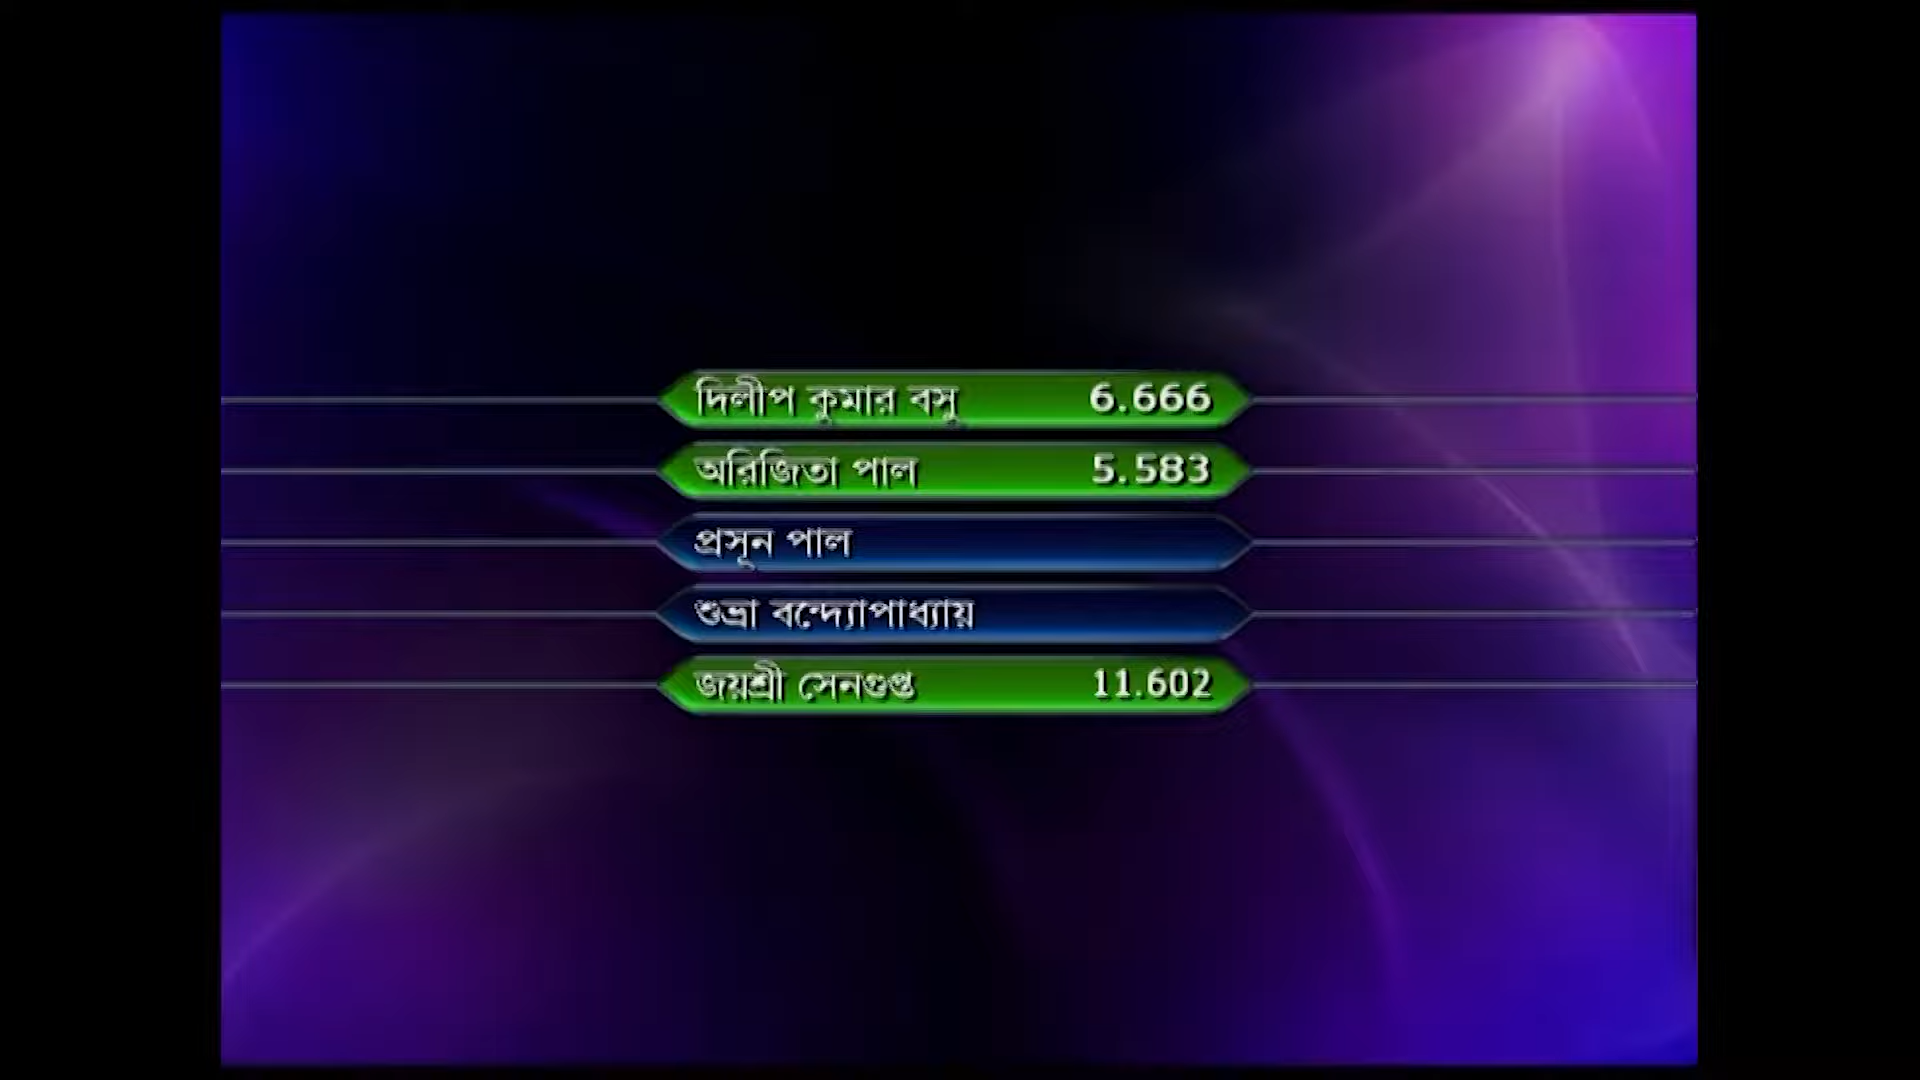 দিলীপ কুমার বসু 6.666
অরিজিতা পাল 5.583
প্রসূন পাল
শুভ্রা বন্দ্যোপাধ্যায়
জয়শ্রী সেনগুপ্ত 11.602